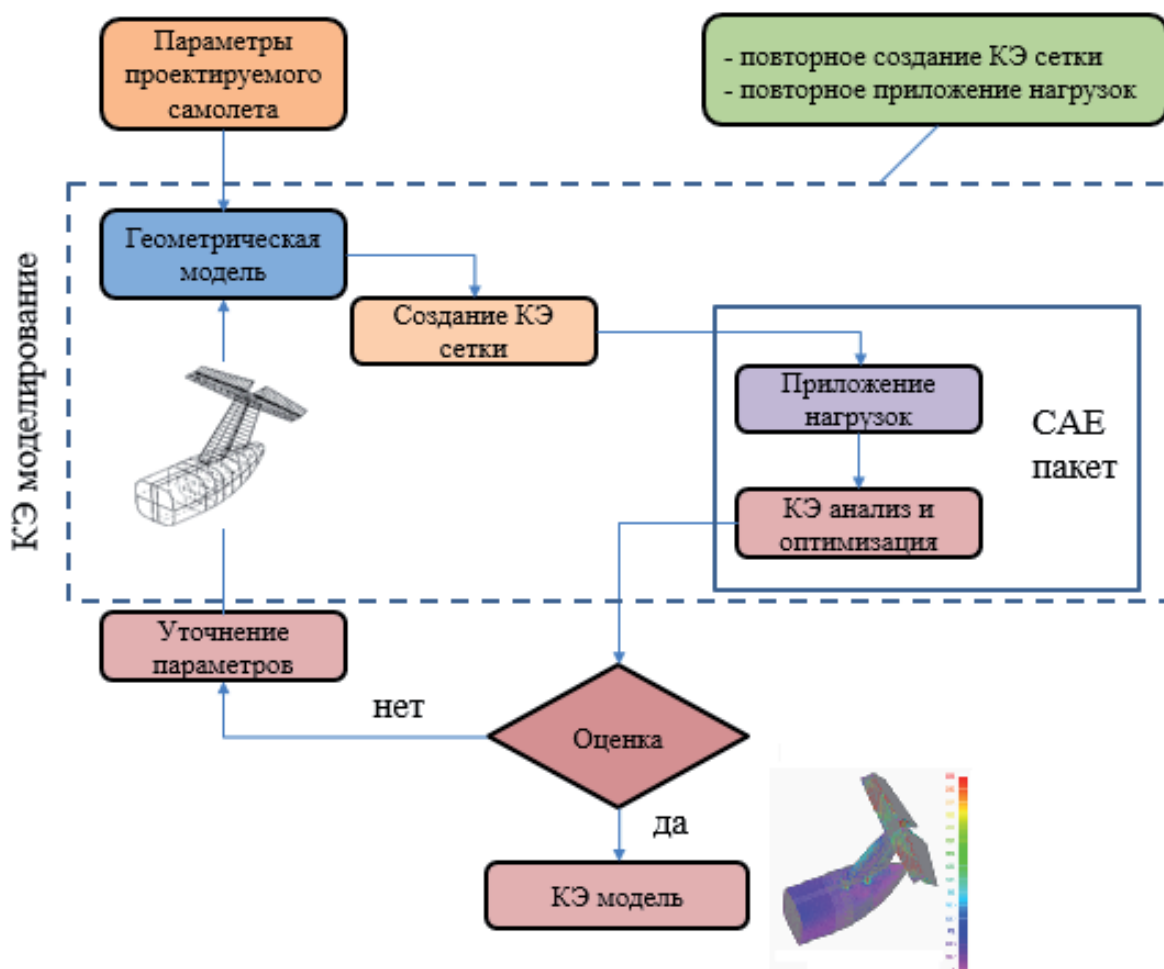 Параметры
проектируемого
самолета
- повторное создание КЭ сетки
- повторное приложение нагрузок
КЭ моделирование
Геометрическая
модель
Создание КЭ
сетки
Приложение
нагрузок
CAE
пакет
КЭ анализ и
оптимизация
Уточнение
параметров
нет
Оценка
да
КЭ модель